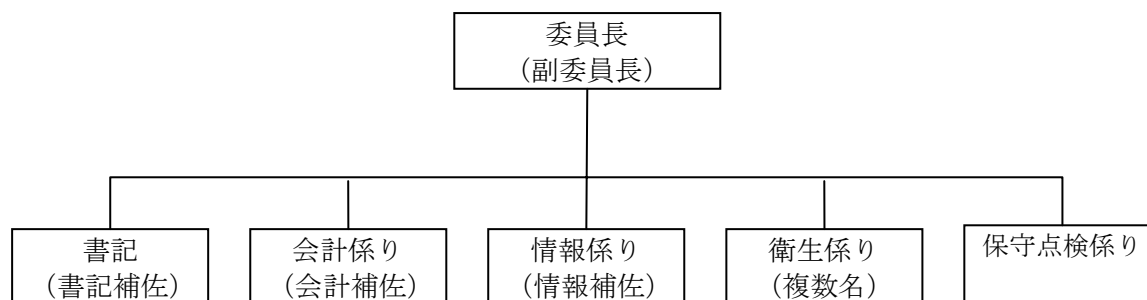 委員長
（副委員長）
書記
（書記補佐）
会計係り
（会計補佐）
情報係り
（情報補佐）
衛生係り
（複数名）
保守点検係り